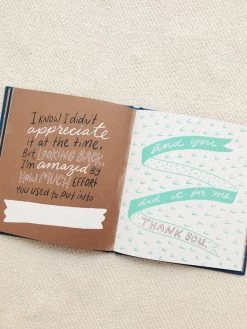 I KNOW I DIDN'T
appreciate
it at the time,
BUT LOOKING BACK,
I'm amazed BY
HOW MUCH EFFORT
YOU USED TO PUT INTO
And you
did it for me
THANK YOU.